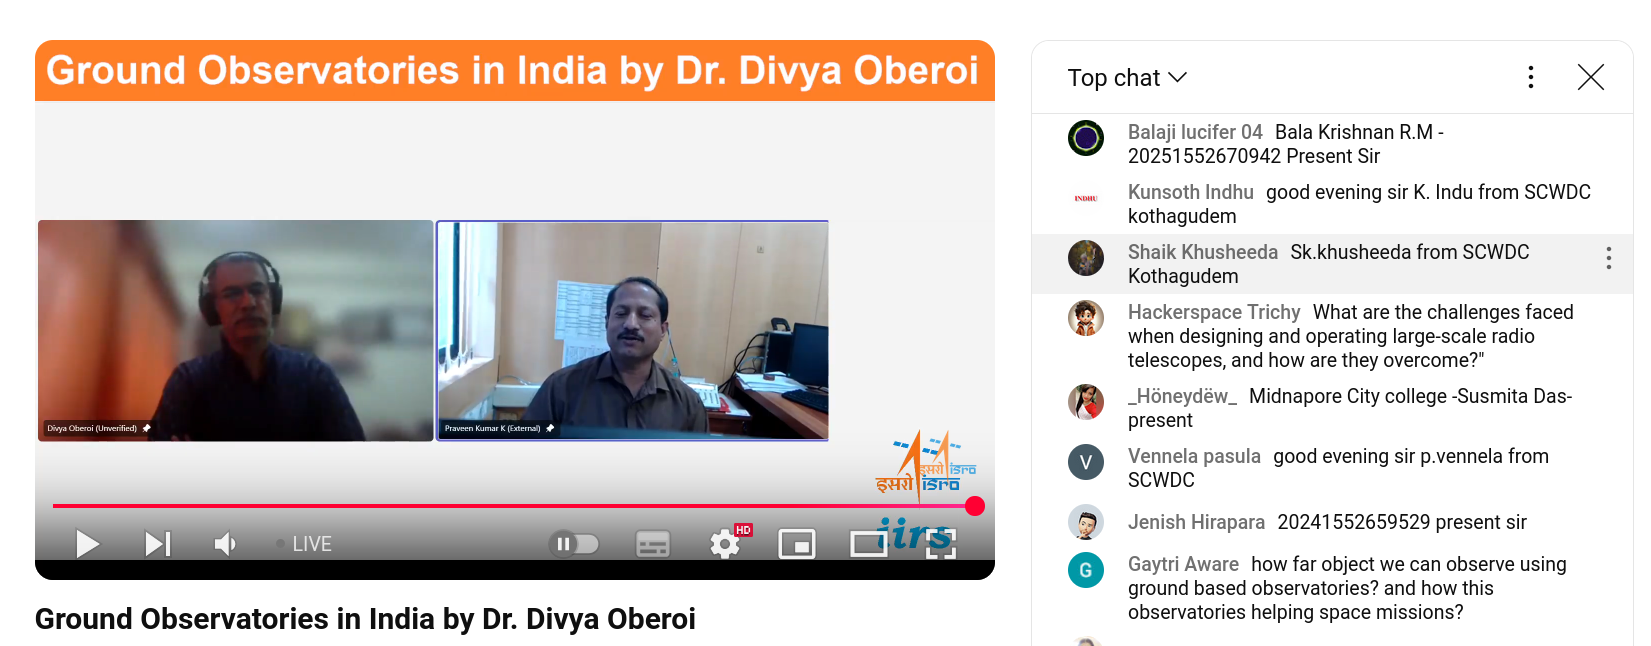 Ground Observatories in India by Dr. Divya Oberoi
Divya Oberoi (Unverified)
Praveen Kumar K (External)
इसरो isro
इसरो isro
iirs
LIVE
HD
Ground Observatories in India by Dr. Divya Oberoi
Top chat
Balaji lucifer 04 Bala Krishnan R.M -
20251552670942 Present Sir
INDHU
Kunsoth Indhu good evening sir K. Indu from SCWDC
kothagudem
Shaik Khusheeda Sk.khusheeda from SCWDC
Kothagudem
Hackerspace Trichy What are the challenges faced
when designing and operating large-scale radio
telescopes, and how are they overcome?"
_Höneydëw_ Midnapore City college -Susmita Das-
present
V
Vennela pasula good evening sir p.vennela from
SCWDC
Jenish Hirapara 20241552659529 present sir
G
Gaytri Aware how far object we can observe using
ground based observatories? and how this
observatories helping space missions?